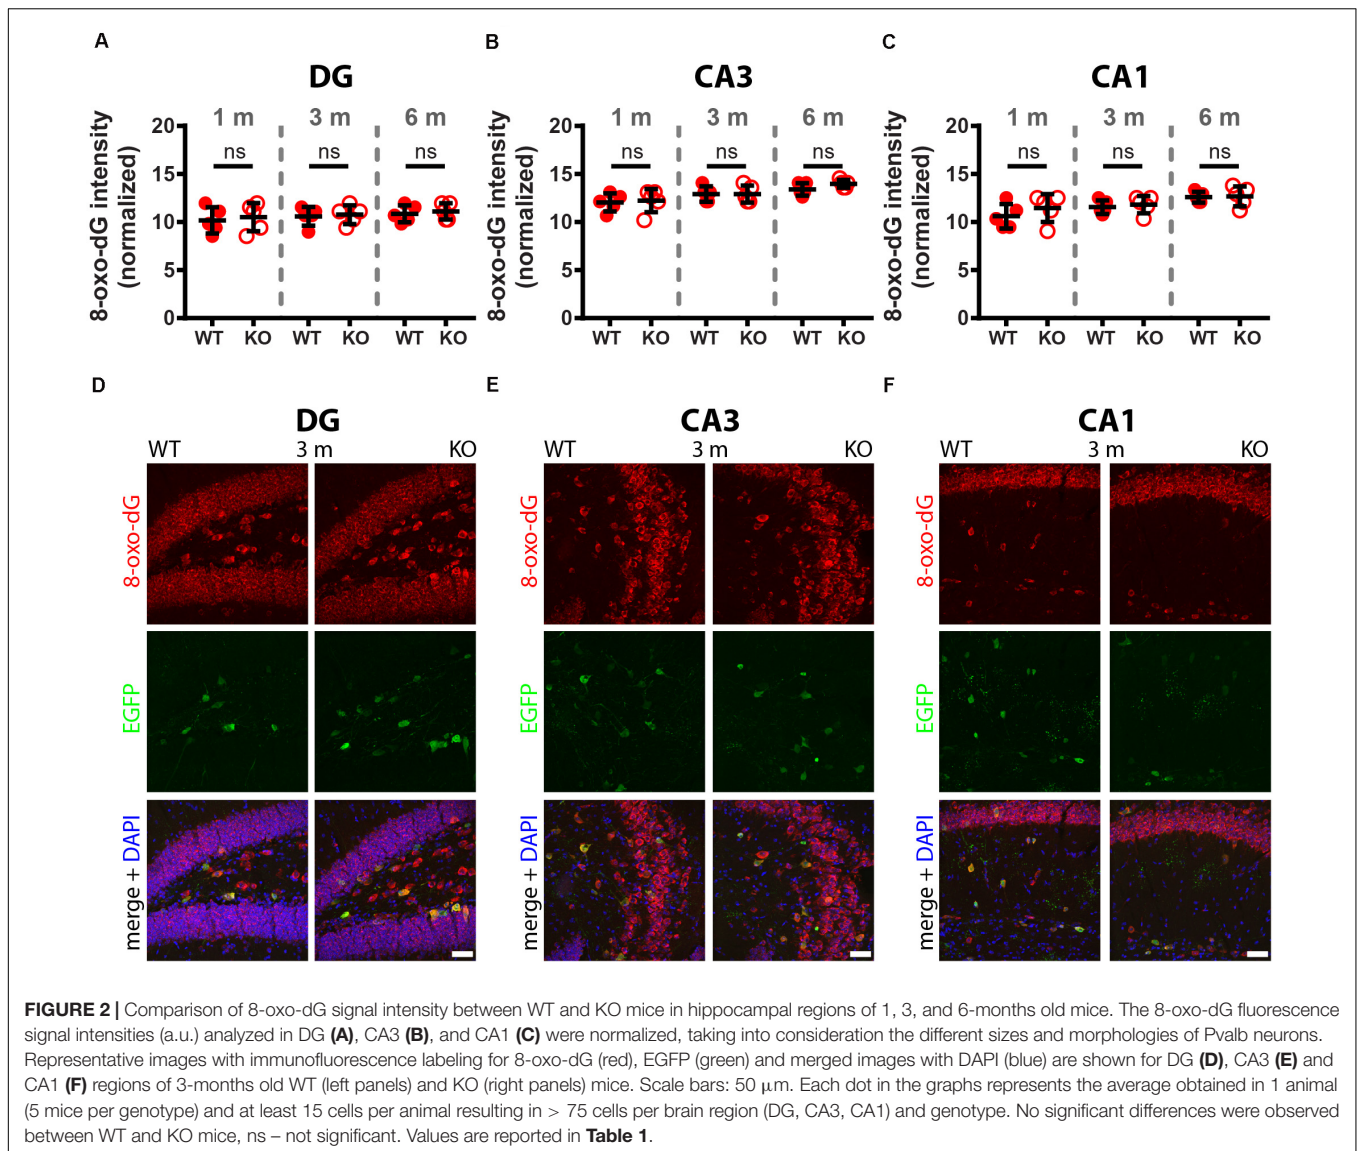 A
DG
8-oxo-dG intensity
(normalized)
20
15
10
5
0
1 m
3 m
6 m
ns
ns
ns
WT KO WT KO WT KO
B
CA3
8-oxo-dG intensity
(normalized)
20
15
10
5
0
1 m
3 m
6 m
ns
ns
ns
WT KO WT KO WT KO
C
CA1
8-oxo-dG intensity
(normalized)
20
15
10
5
0
1 m
3 m
6 m
ns
ns
ns
WT KO WT KO WT KO
D
DG
WT 3 m KO
8-oxo-dG
EGFP
merge + DAPI
E
CA3
WT 3 m KO
8-oxo-dG
EGFP
merge + DAPI
F
CA1
WT 3 m KO
8-oxo-dG
EGFP
merge + DAPI
FIGURE 2 | Comparison of 8-oxo-dG signal intensity between WT and KO mice in hippocampal regions of 1, 3, and 6-months old mice. The 8-oxo-dG fluorescence
signal intensities (a.u.) analyzed in DG (A), CA3 (B), and CA1 (C) were normalized, taking into consideration the different sizes and morphologies of Pvalb neurons.
Representative images with immunofluorescence labeling for 8-oxo-dG (red), EGFP (green) and merged images with DAPI (blue) are shown for DG (D), CA3 (E) and
CA1 (F) regions of 3-months old WT (left panels) and KO (right panels) mice. Scale bars: 50 μm. Each dot in the graphs represents the average obtained in 1 animal
(5 mice per genotype) and at least 15 cells per animal resulting in > 75 cells per brain region (DG, CA3, CA1) and genotype. No significant differences were observed
between WT and KO mice, ns – not significant. Values are reported in Table 1.